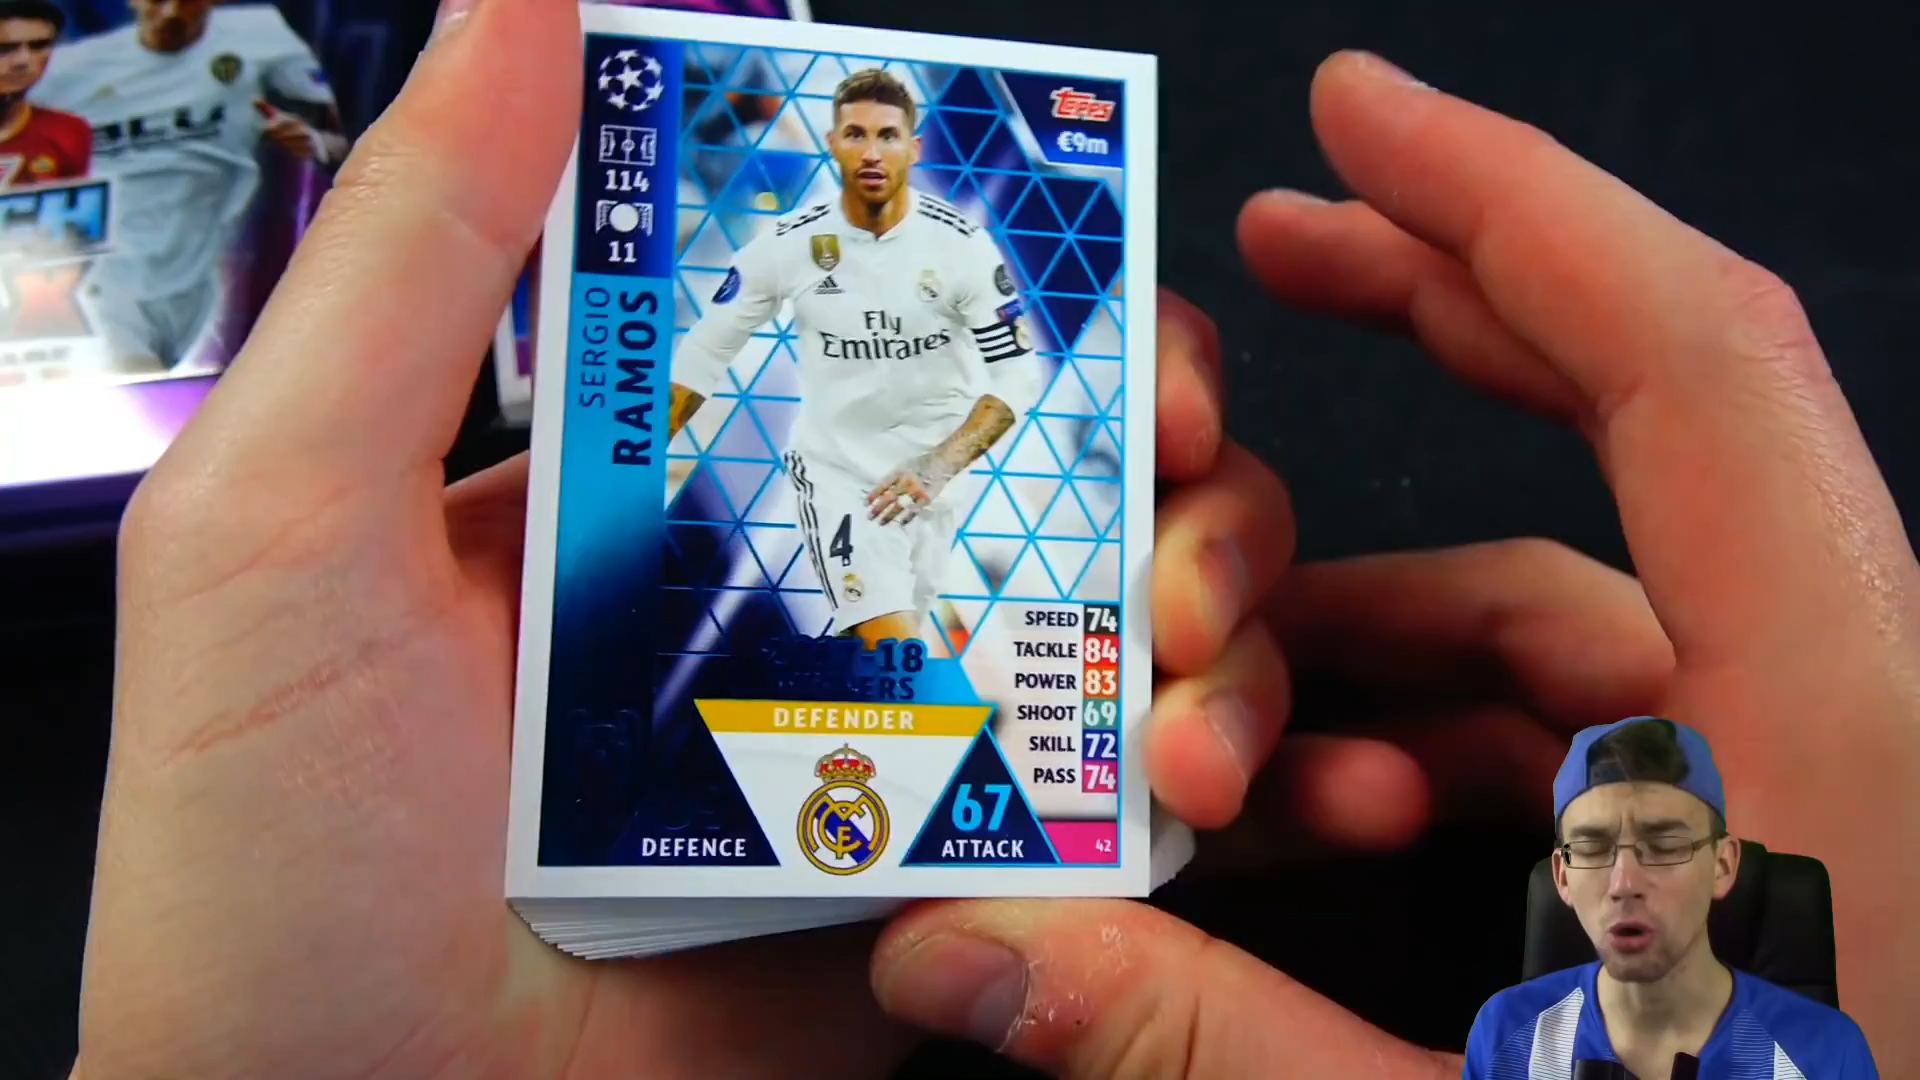 Topps
€9m
114
11
SERGIO
RAMOS
Fly
Emirates
4
SPEED 74
TACKLE 84
POWER 83
SHOOT 69
SKILL 72
PASS 74
-18
DEFENDER
DEFENCE
67
ATTACK
42